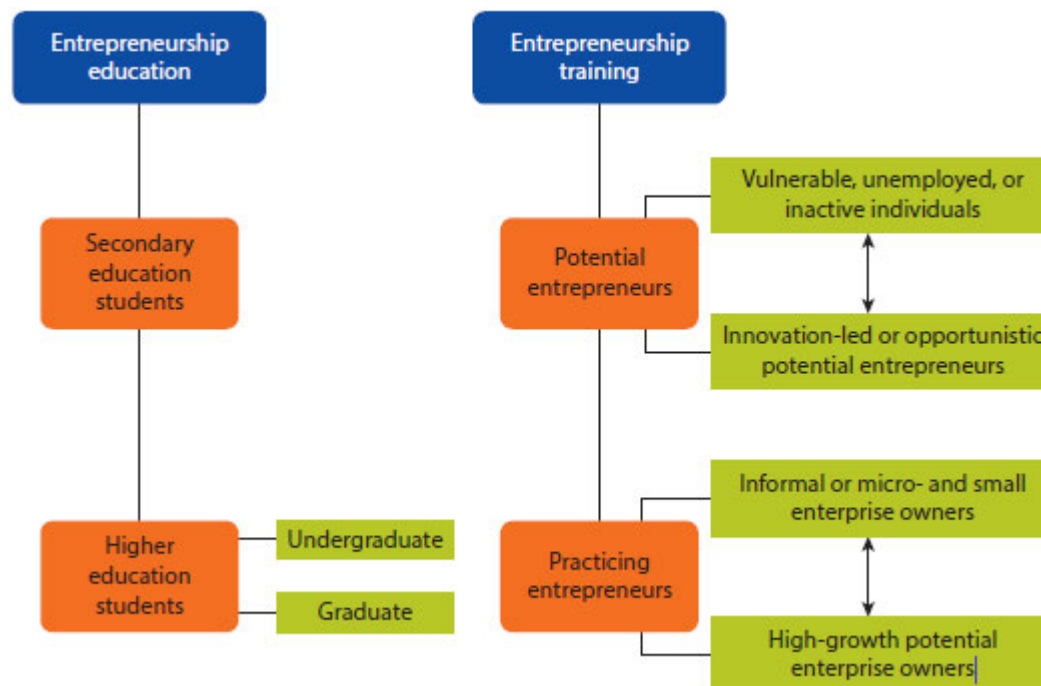 Entrepreneurship
education
Secondary
education
students
Higher
education
students
Undergraduate
Graduate
Entrepreneurship
training
Potential
entrepreneurs
Vulnerable, unemployed, or
inactive individuals
Innovation-led or opportunistic
potential entrepreneurs
Practicing
entrepreneurs
Informal or micro- and small
enterprise owners
High-growth potential
enterprise owners